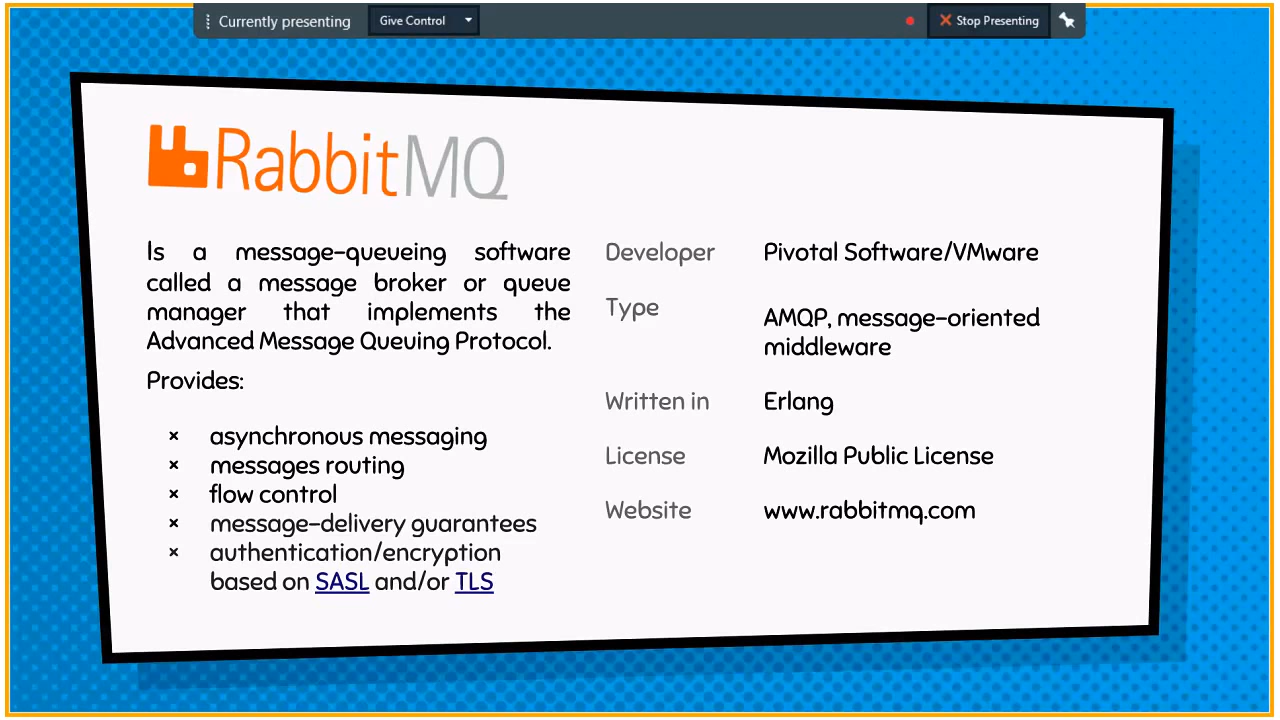 Currently presenting
Give Control
Stop Presenting
RabbitMQ
Is a message-queueing software
called a message broker or queue
manager that implements the
Advanced Message Queuing Protocol.
Provides:
× asynchronous messaging
× messages routing
× flow control
× message-delivery guarantees
× authentication/encryption
based on SASL and/or TLS
Developer Pivotal Software/VMware
Type AMQP, message-oriented
middleware
Written in Erlang
License Mozilla Public License
Website www.rabbitmq.com